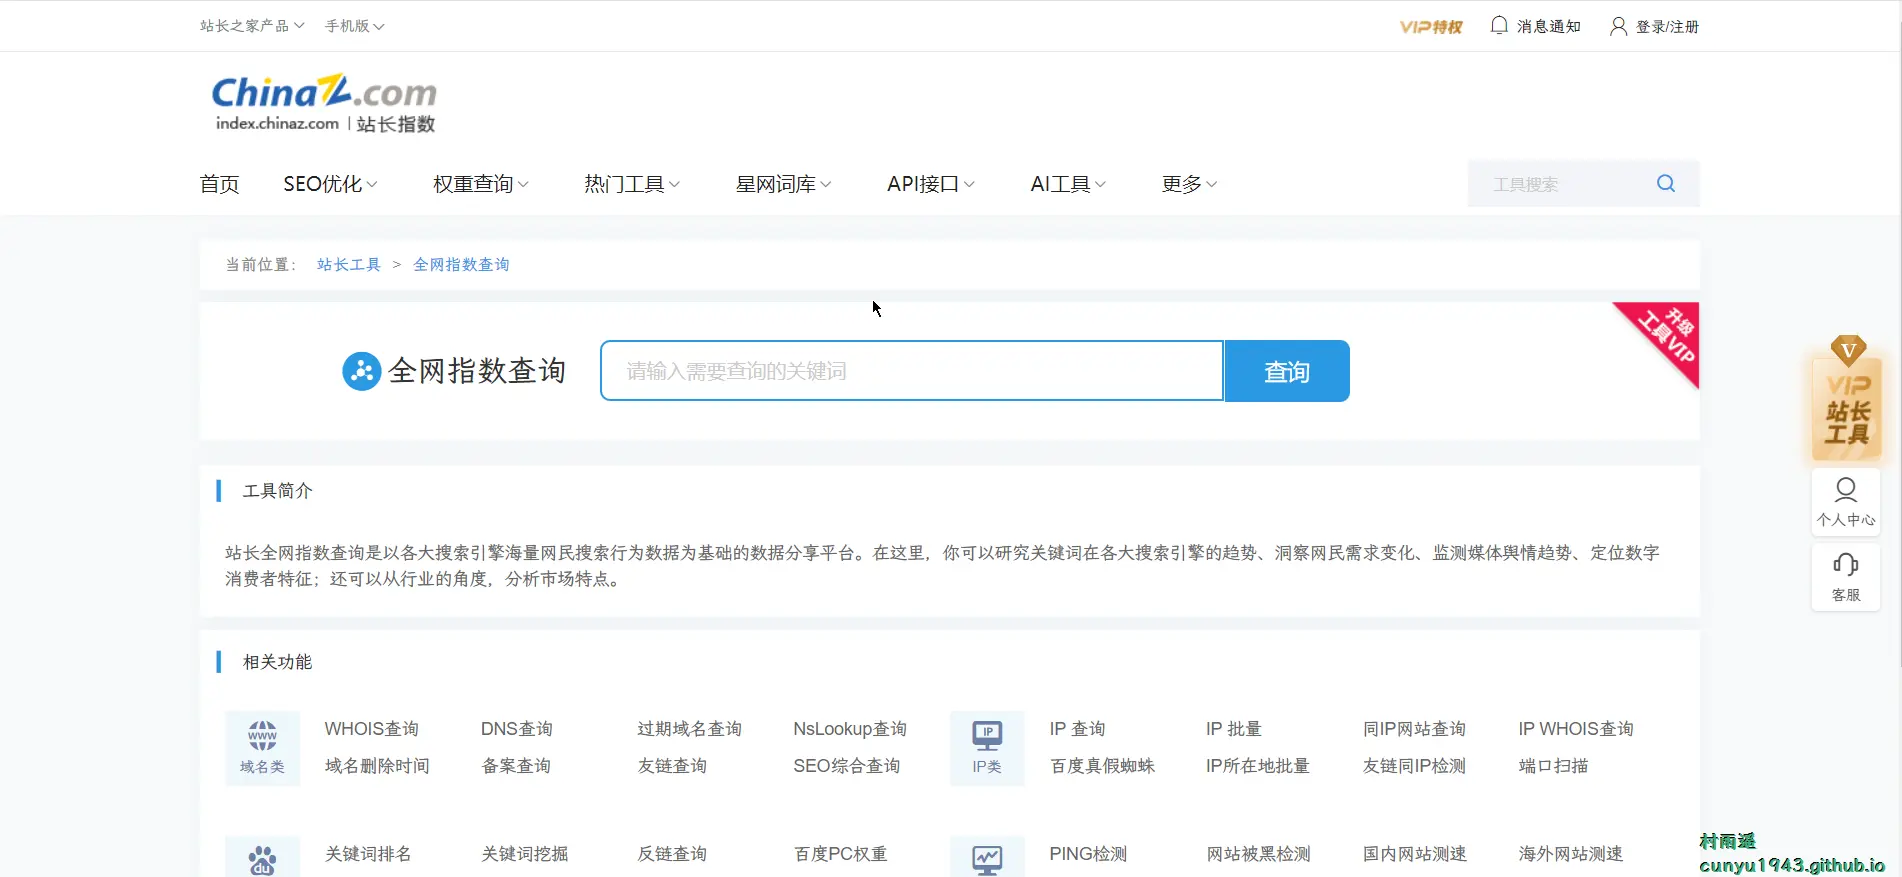 站长之家产品 手机版 VIP特权 消息通知 登录/注册
ChinaZ.com
index.chinaz.com | 站长指数
首页 SEO优化 权重查询 热门工具 星网词库 API接口 AI工具 更多 工具搜索
当前位置： 站长工具 > 全网指数查询
升级
工具VIP
全网指数查询 请输入需要查询的关键词 查询
V
VIP
站长
工具
个人中心
客服
工具简介
站长全网指数查询是以各大搜索引擎海量网民搜索行为数据为基础的数据分享平台。在这里，你可以研究关键词在各大搜索引擎的趋势、洞察网民需求变化、监测媒体舆情趋势、定位数字
消费者特征；还可以从行业的角度，分析市场特点。
相关功能
www
域名类
WHOIS查询 DNS查询 过期域名查询 NsLookup查询
域名删除时间 备案查询 友链查询 SEO综合查询
IP
IP类
IP 查询 IP 批量 同IP网站查询 IP WHOIS查询
百度真假蜘蛛 IP所在地批量 友链同IP检测 端口扫描
du
关键词排名 关键词挖掘 反链查询 百度PC权重
PING检测 网站被黑检测 国内网站测速 海外网站测速
村雨遥
cunyu1943.github.io